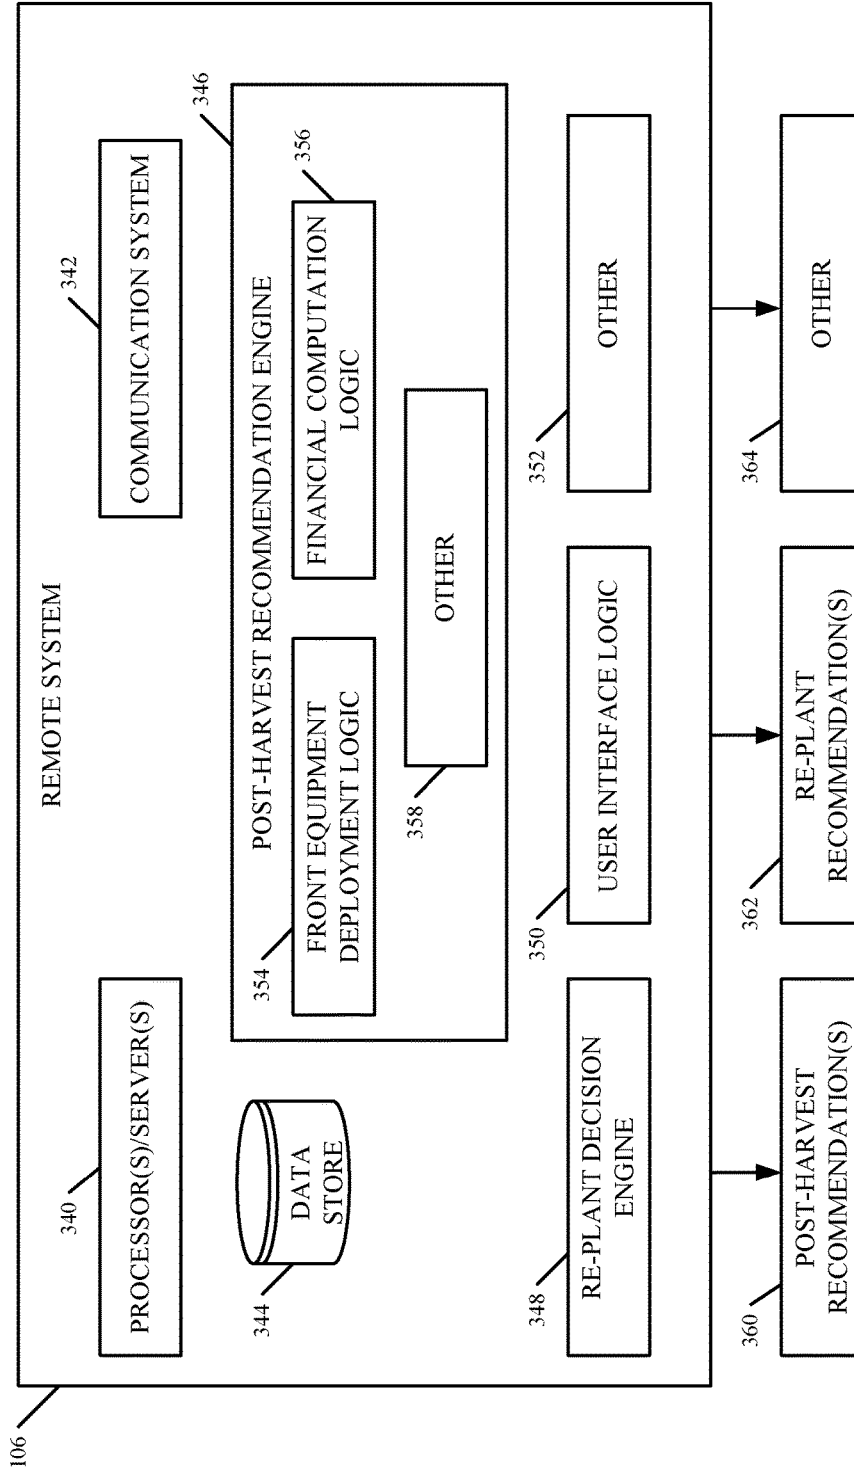 106
REMOTE SYSTEM
340
PROCESSOR(S)/SERVER(S)
342
COMMUNICATION SYSTEM
344
DATA
STORE
346
POST-HARVEST RECOMMENDATION ENGINE
354
FRONT EQUIPMENT
DEPLOYMENT LOGIC
356
FINANCIAL COMPUTATION
LOGIC
358
OTHER
348
RE-PLANT DECISION
ENGINE
350
USER INTERFACE LOGIC
352
OTHER
360
POST-HARVEST
RECOMMENDATION(S)
362
RE-PLANT
RECOMMENDATION(S)
364
OTHER